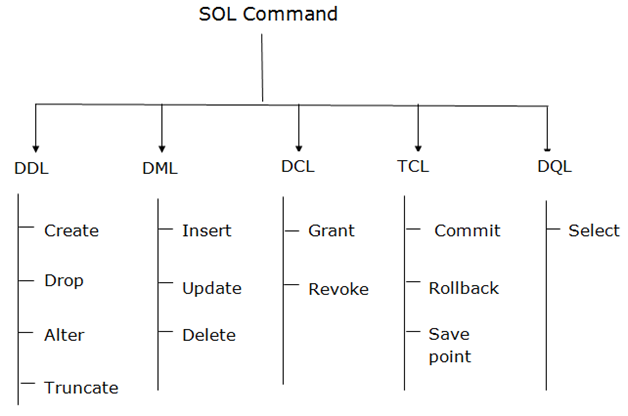 SOL Command
DDL
DML
DCL
TCL
DQL
Create
Drop
Alter
Truncate
Insert
Update
Delete
Grant
Revoke
Commit
Rollback
Save
point
Select